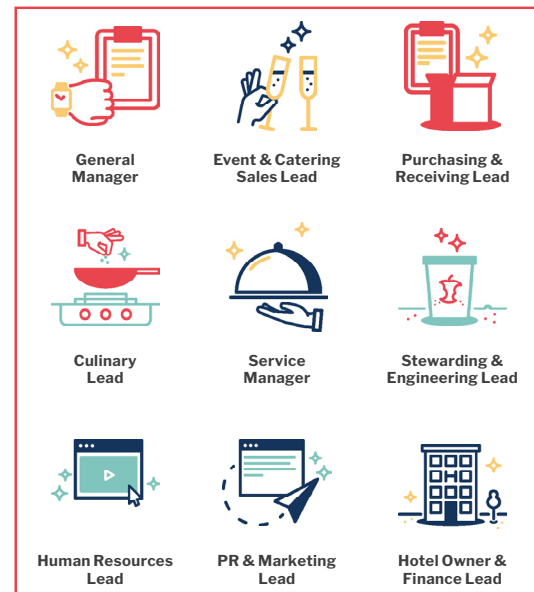 General
Manager
Event & Catering
Sales Lead
Purchasing &
Receiving Lead
Culinary
Lead
Service
Manager
Stewarding &
Engineering Lead
Human Resources
Lead
PR & Marketing
Lead
Hotel Owner &
Finance Lead